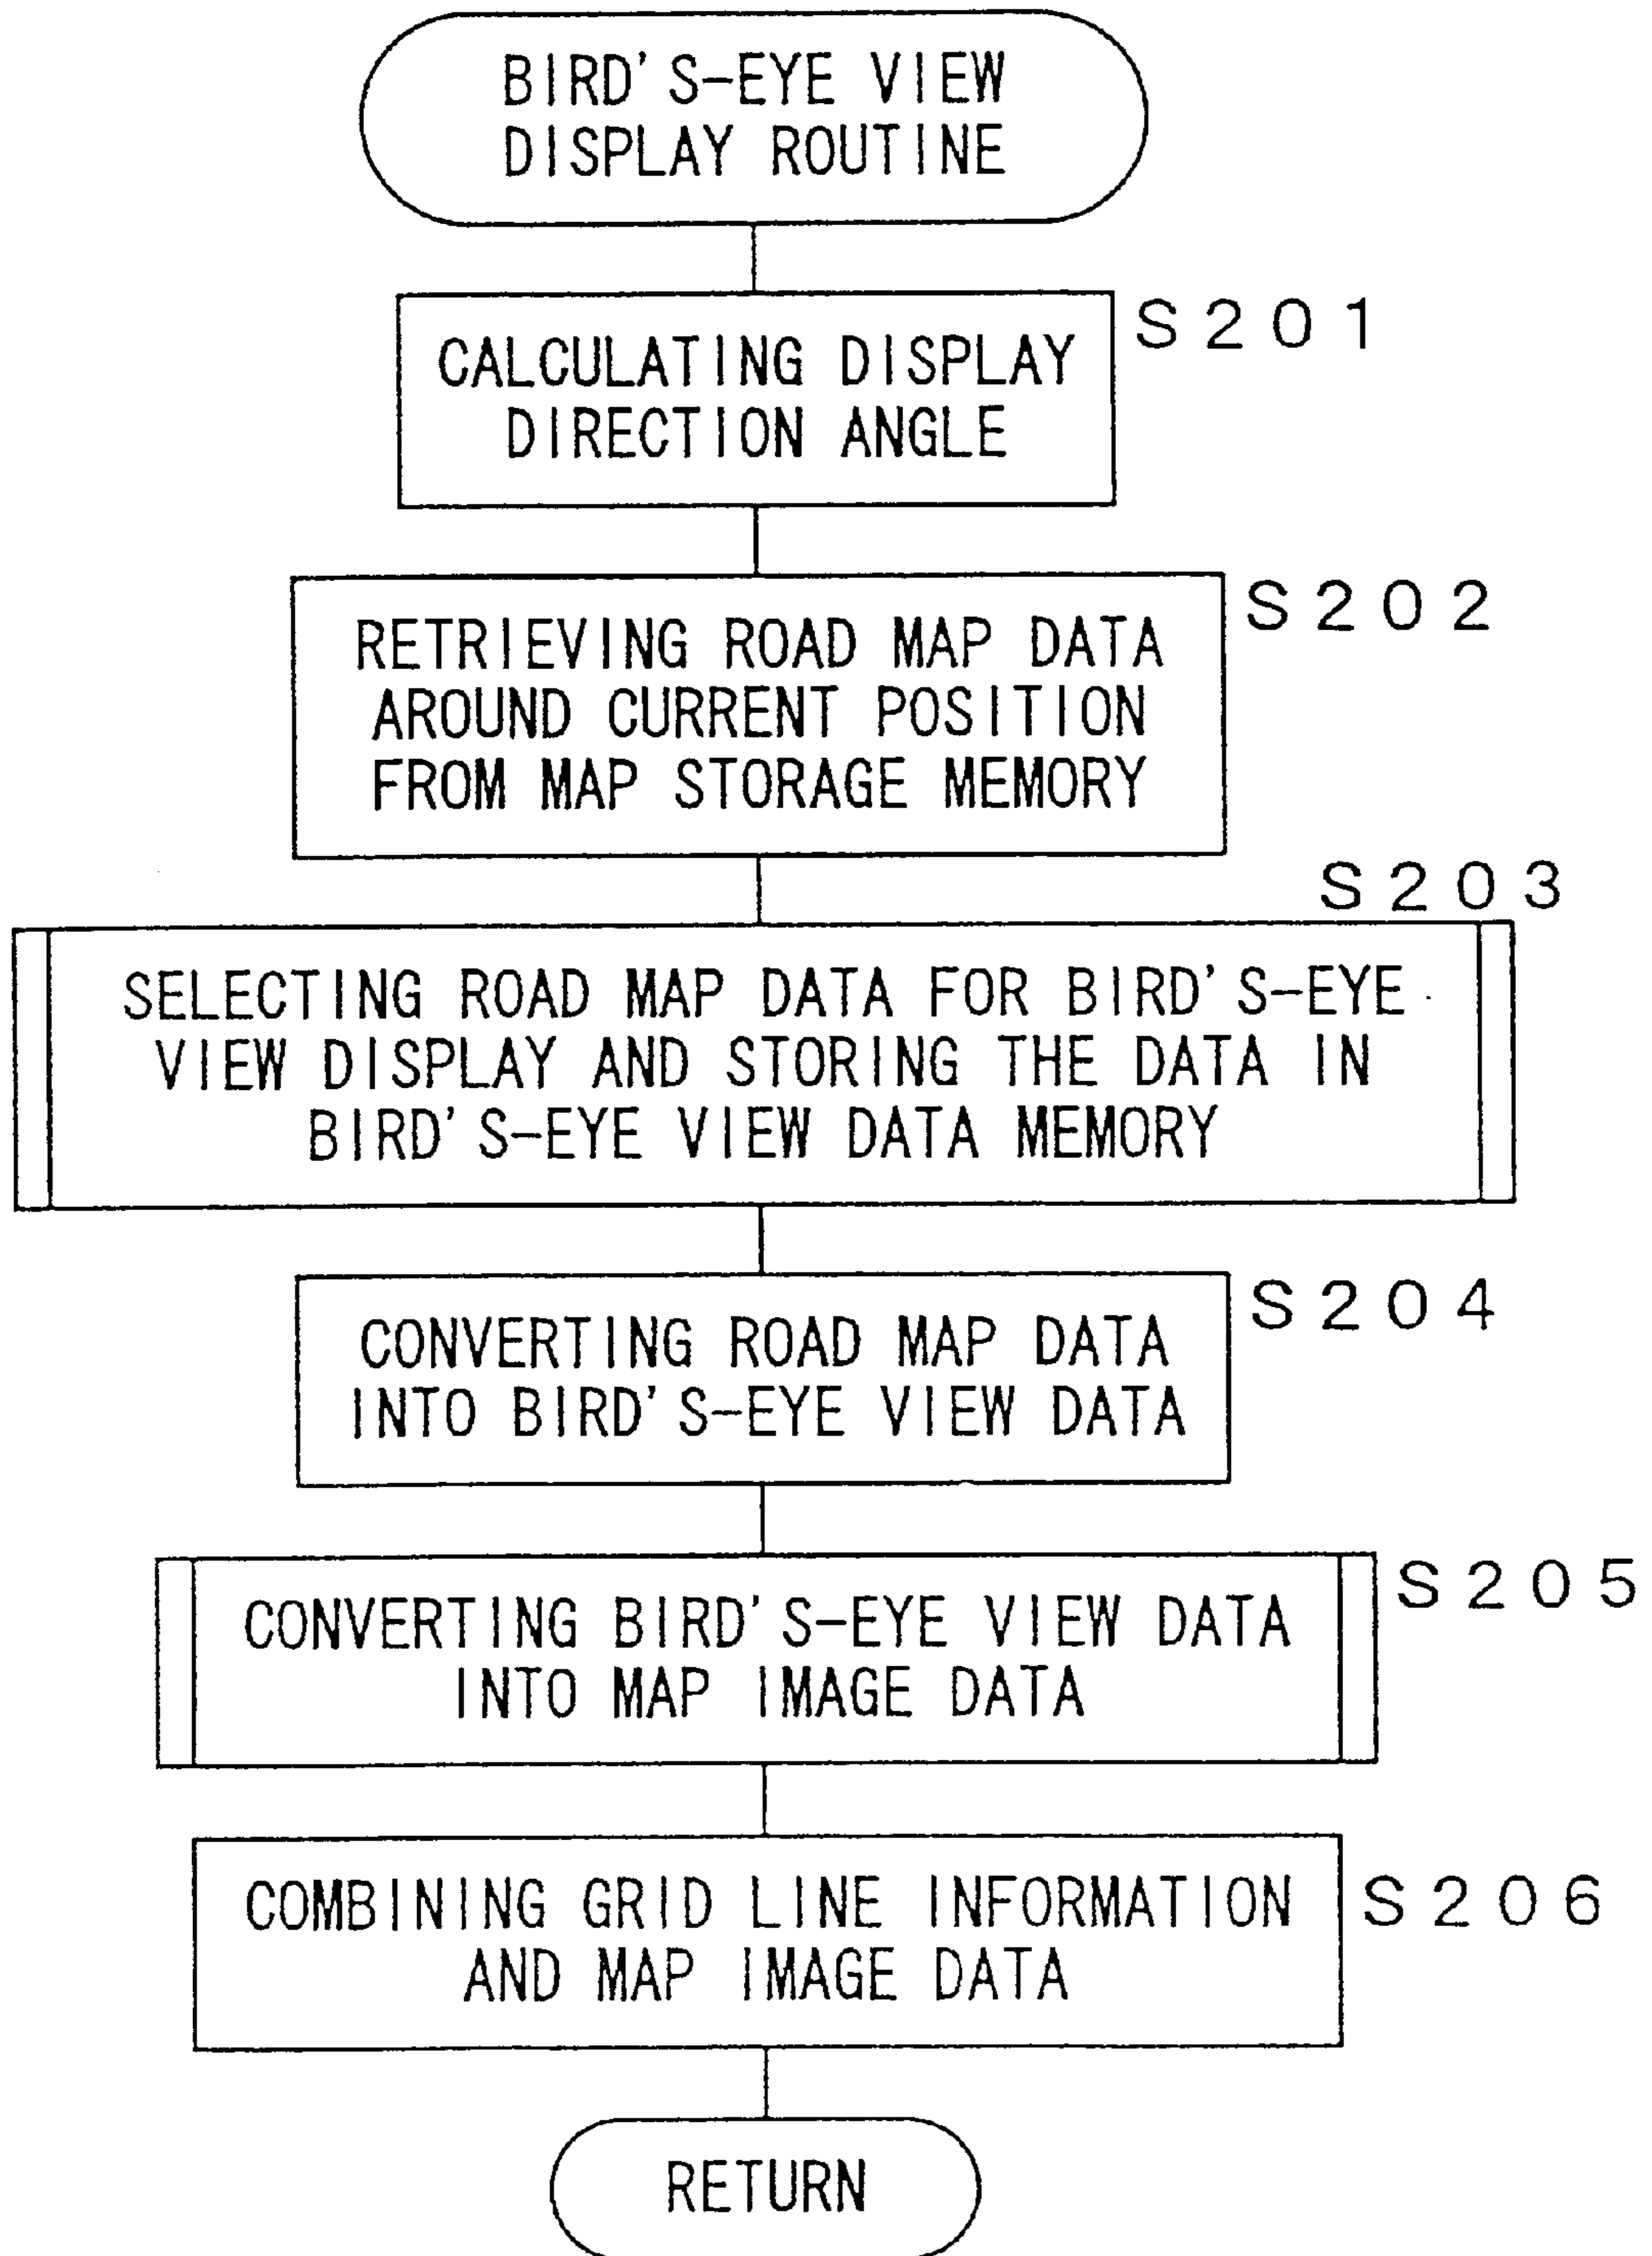 BIRD'S-EYE VIEW
DISPLAY ROUTINE
S201
CALCULATING DISPLAY
DIRECTION ANGLE
S202
RETRIEVING ROAD MAP DATA
AROUND CURRENT POSITION
FROM MAP STORAGE MEMORY
S203
SELECTING ROAD MAP DATA FOR BIRD'S-EYE
VIEW DISPLAY AND STORING THE DATA IN
BIRD'S-EYE VIEW DATA MEMORY
S204
CONVERTING ROAD MAP DATA
INTO BIRD'S-EYE VIEW DATA
S205
CONVERTING BIRD'S-EYE VIEW DATA
INTO MAP IMAGE DATA
S206
COMBINING GRID LINE INFORMATION
AND MAP IMAGE DATA
RETURN